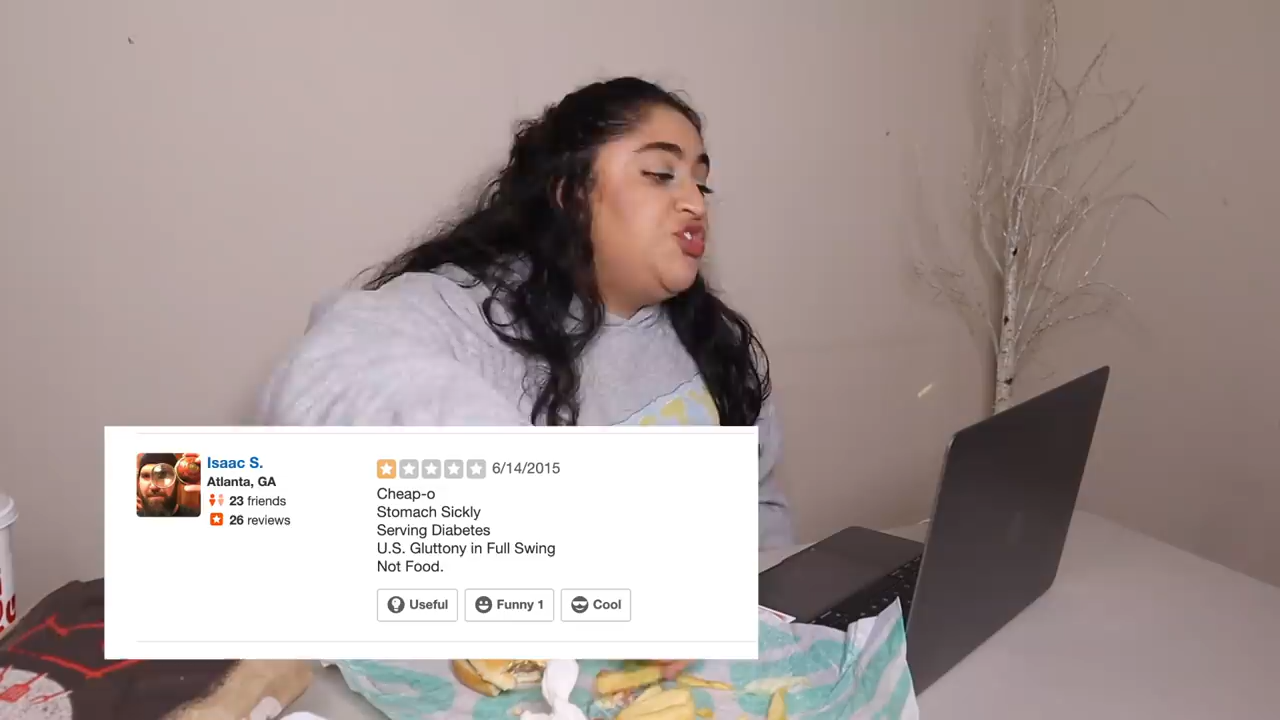 Isaac S.
Atlanta, GA
23 friends
26 reviews
6/14/2015
Cheap-o
Stomach Sickly
Serving Diabetes
U.S. Gluttony in Full Swing
Not Food.
Useful
Funny 1
Cool